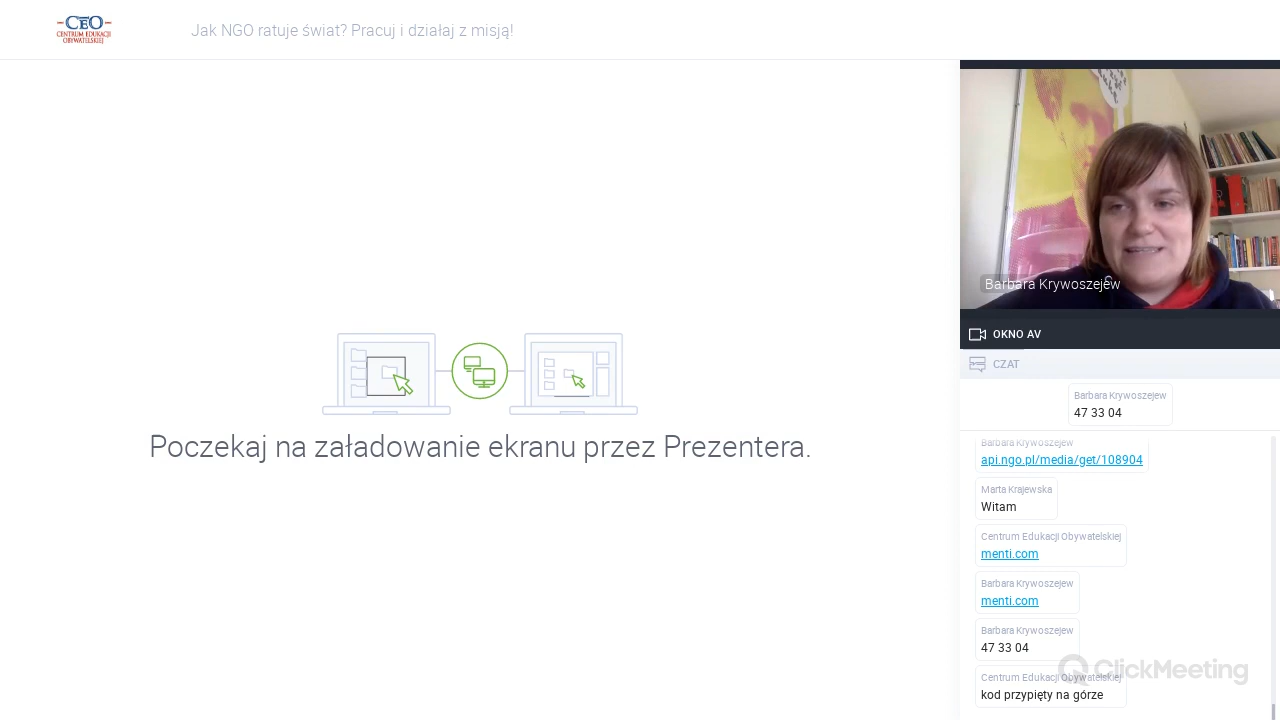 CEO
CENTRUM EDUKACJI
OBYWATELSKIEJ
Jak NGO ratuje świat? Pracuj i działaj z misją!
Poczekaj na załadowanie ekranu przez Prezentera.
Barbara Krywoszejew
OKNO AV
CZAT
Barbara Krywoszejew
47 33 04
Barbara Krywoszejew
api.ngo.pl/media/get/108904
Marta Krajewska
Witam
Centrum Edukacji Obywatelskiej
menti.com
Barbara Krywoszejew
menti.com
Barbara Krywoszejew
47 33 04
ClickMeeting
Centrum Edukacji Obywatelskiej
kod przypięty na górze